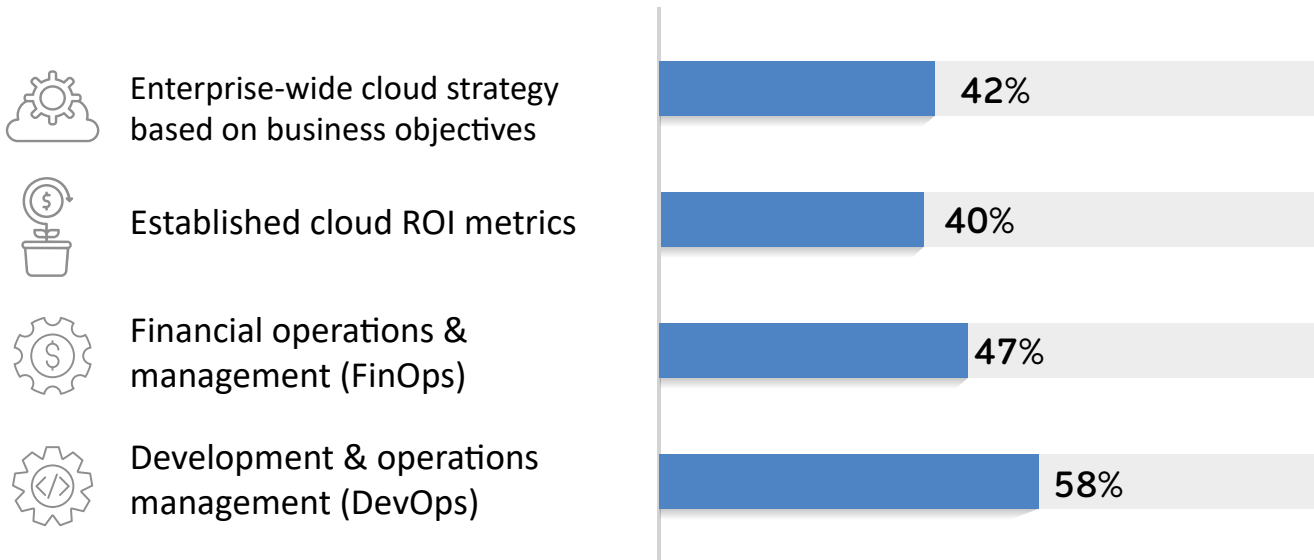 Enterprise-wide cloud strategy
based on business objectives
42%
$
Established cloud ROI metrics
40%
$
Financial operations &
management (FinOps)
47%
</>
Development & operations
management (DevOps)
58%